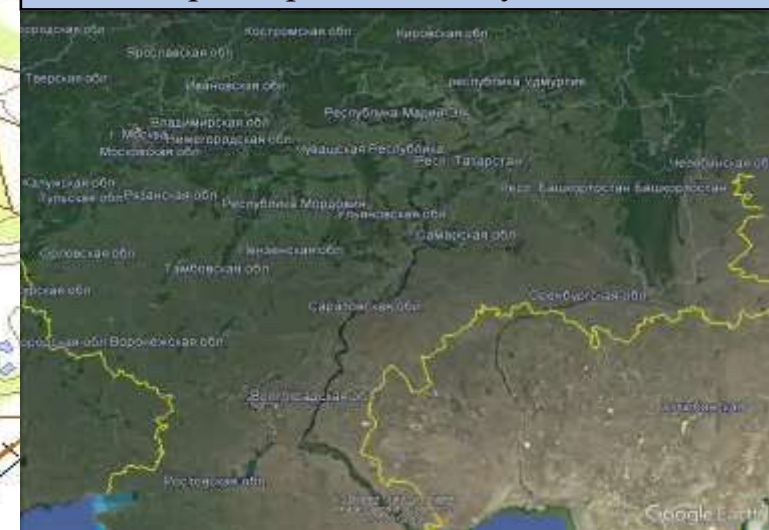 Костромская обл
Кировская обл
Ярославская обл
Тверская обл
Ивановская обл
республика Удмуртия
Владимирская обл
Республика Марий Эл
г. Москва
Нижегородская обл
Московская обл
Чувашская Республика
Респ. Татарстан
Челябинская об
Калужская обл
Тульская обл
Рязанская обл
Респ. Башкортостан Башкортостан
Республика Мордовия
Ульяновская обл
Самарская обл
Орловская обл
Пензенская обл
Тамбовская обл
Оренбургская обл
Саратовская обл
Воронежская обл
Волгоградская об
Ростовская обл
Google Earth